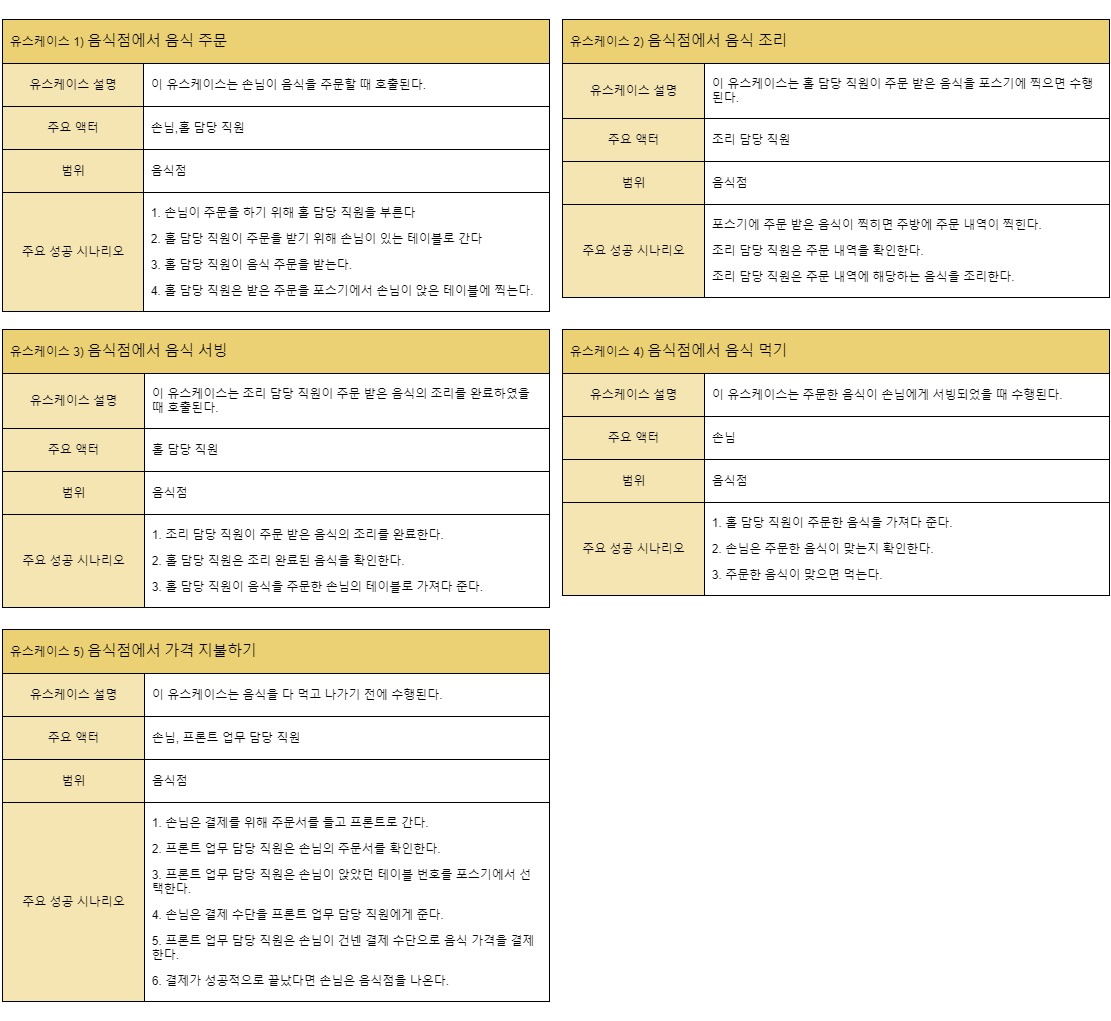 유스케이스 1) 음식점에서 음식 주문
유스케이스 설명
이 유스케이스는 손님이 음식을 주문할 때 호출된다.
주요 액터
손님,홀 담당 직원
범위
음식점
주요 성공 시나리오
1. 손님이 주문을 하기 위해 홀 담당 직원을 부른다
2. 홀 담당 직원이 주문을 받기 위해 손님이 있는 테이블로 간다
3. 홀 담당 직원이 음식 주문을 받는다.
4. 홀 담당 직원은 받은 주문을 포스기에서 손님이 앉은 테이블에 찍는다.
유스케이스 2) 음식점에서 음식 조리
유스케이스 설명
이 유스케이스는 홀 담당 직원이 주문 받은 음식을 포스기에 찍으면 수행
된다.
주요 액터
조리 담당 직원
범위
음식점
주요 성공 시나리오
포스기에 주문 받은 음식이 찍히면 주방에 주문 내역이 찍힌다.
조리 담당 직원은 주문 내역을 확인한다.
조리 담당 직원은 주문 내역에 해당하는 음식을 조리한다.
유스케이스 3) 음식점에서 음식 서빙
유스케이스 설명
이 유스케이스는 조리 담당 직원이 주문 받은 음식의 조리를 완료하였을
때 호출된다.
주요 액터
홀 담당 직원
범위
음식점
주요 성공 시나리오
1. 조리 담당 직원이 주문 받은 음식의 조리를 완료한다.
2. 홀 담당 직원은 조리 완료된 음식을 확인한다.
3. 홀 담당 직원이 음식을 주문한 손님의 테이블로 가져다 준다.
유스케이스 4) 음식점에서 음식 먹기
유스케이스 설명
이 유스케이스는 주문한 음식이 손님에게 서빙되었을 때 수행된다.
주요 액터
손님
범위
음식점
주요 성공 시나리오
1. 홀 담당 직원이 주문한 음식을 가져다 준다.
2. 손님은 주문한 음식이 맞는지 확인한다.
3. 주문한 음식이 맞으면 먹는다.
유스케이스 5) 음식점에서 가격 지불하기
유스케이스 설명
이 유스케이스는 음식을 다 먹고 나가기 전에 수행된다.
주요 액터
손님, 프론트 업무 담당 직원
범위
음식점
주요 성공 시나리오
1. 손님은 결제를 위해 주문서를 들고 프론트로 간다.
2. 프론트 업무 담당 직원은 손님의 주문서를 확인한다.
3. 프론트 업무 담당 직원은 손님이 앉았던 테이블 번호를 포스기에서 선
택한다.
4. 손님은 결제 수단을 프론트 업무 담당 직원에게 준다.
5. 프론트 업무 담당 직원은 손님이 건넨 결제 수단으로 음식 가격을 결제
한다.
6. 결제가 성공적으로 끝났다면 손님은 음식점을 나온다.